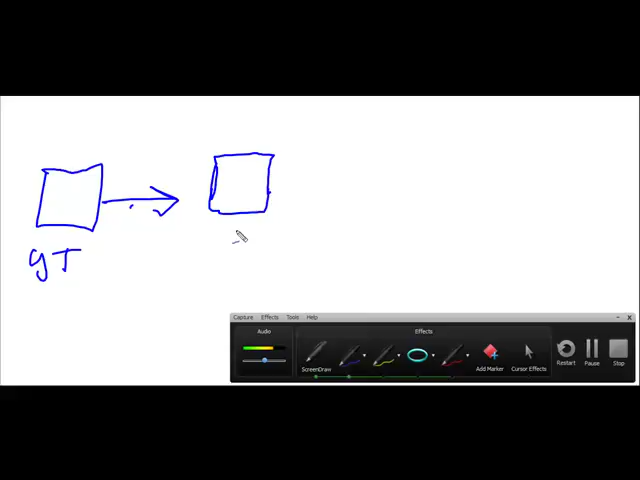 yT
Capture Effects Tools Help
Audio
Effects
ScreenDraw
Add Marker
Cursor Effects
Restart
Pause
Stop